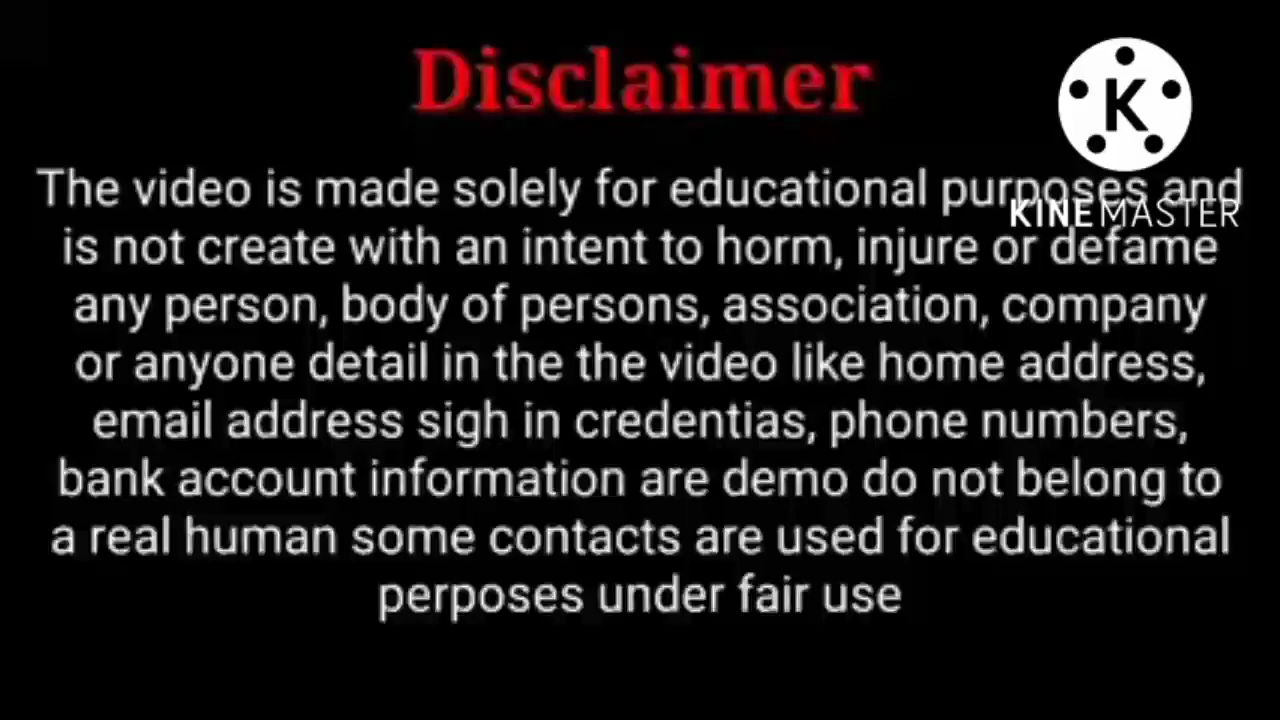 Disclaimer
K
KINEMASTER
The video is made solely for educational purposes and
is not create with an intent to horm, injure or defame
any person, body of persons, association, company
or anyone detail in the the video like home address,
email address sigh in credentias, phone numbers,
bank account information are demo do not belong to
a real human some contacts are used for educational
perposes under fair use